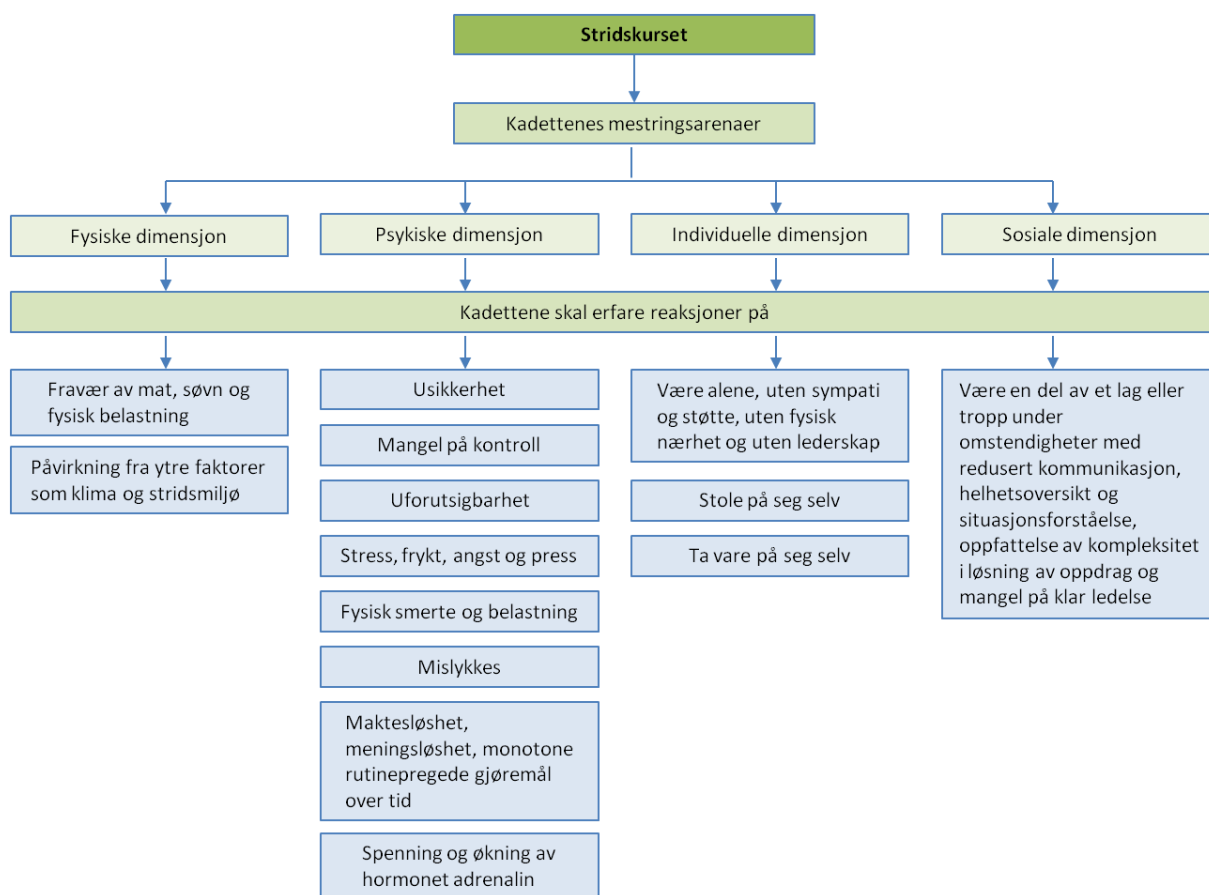 Stridskurset
Kadettenes mestringsarenaer
Fysiske dimensjon
Psykiske dimensjon
Individuelle dimensjon
Sosiale dimensjon
Kadettene skal erfare reaksjoner på
Fravær av mat, søvn og
fysisk belastning
Påvirkning fra ytre faktorer
som klima og stridsmiljø
Usikkerhet
Mangel på kontroll
Uforutsigbarhet
Stress, frykt, angst og press
Fysisk smerte og belastning
Mislykkes
Maktesløshet,
meningsløshet, monotone
rutinepregede gjøremål
over tid
Spenning og økning av
hormonet adrenalin
Være alene, uten sympati
og støtte, uten fysisk
nærhet og uten lederskap
Stole på seg selv
Ta vare på seg selv
Være en del av et lag eller
tropp under
omstendigheter med
redusert kommunikasjon,
helhetsoversikt og
situasjonsforståelse,
oppfattelse av kompleksitet
i løsning av oppdrag og
mangel på klar ledelse